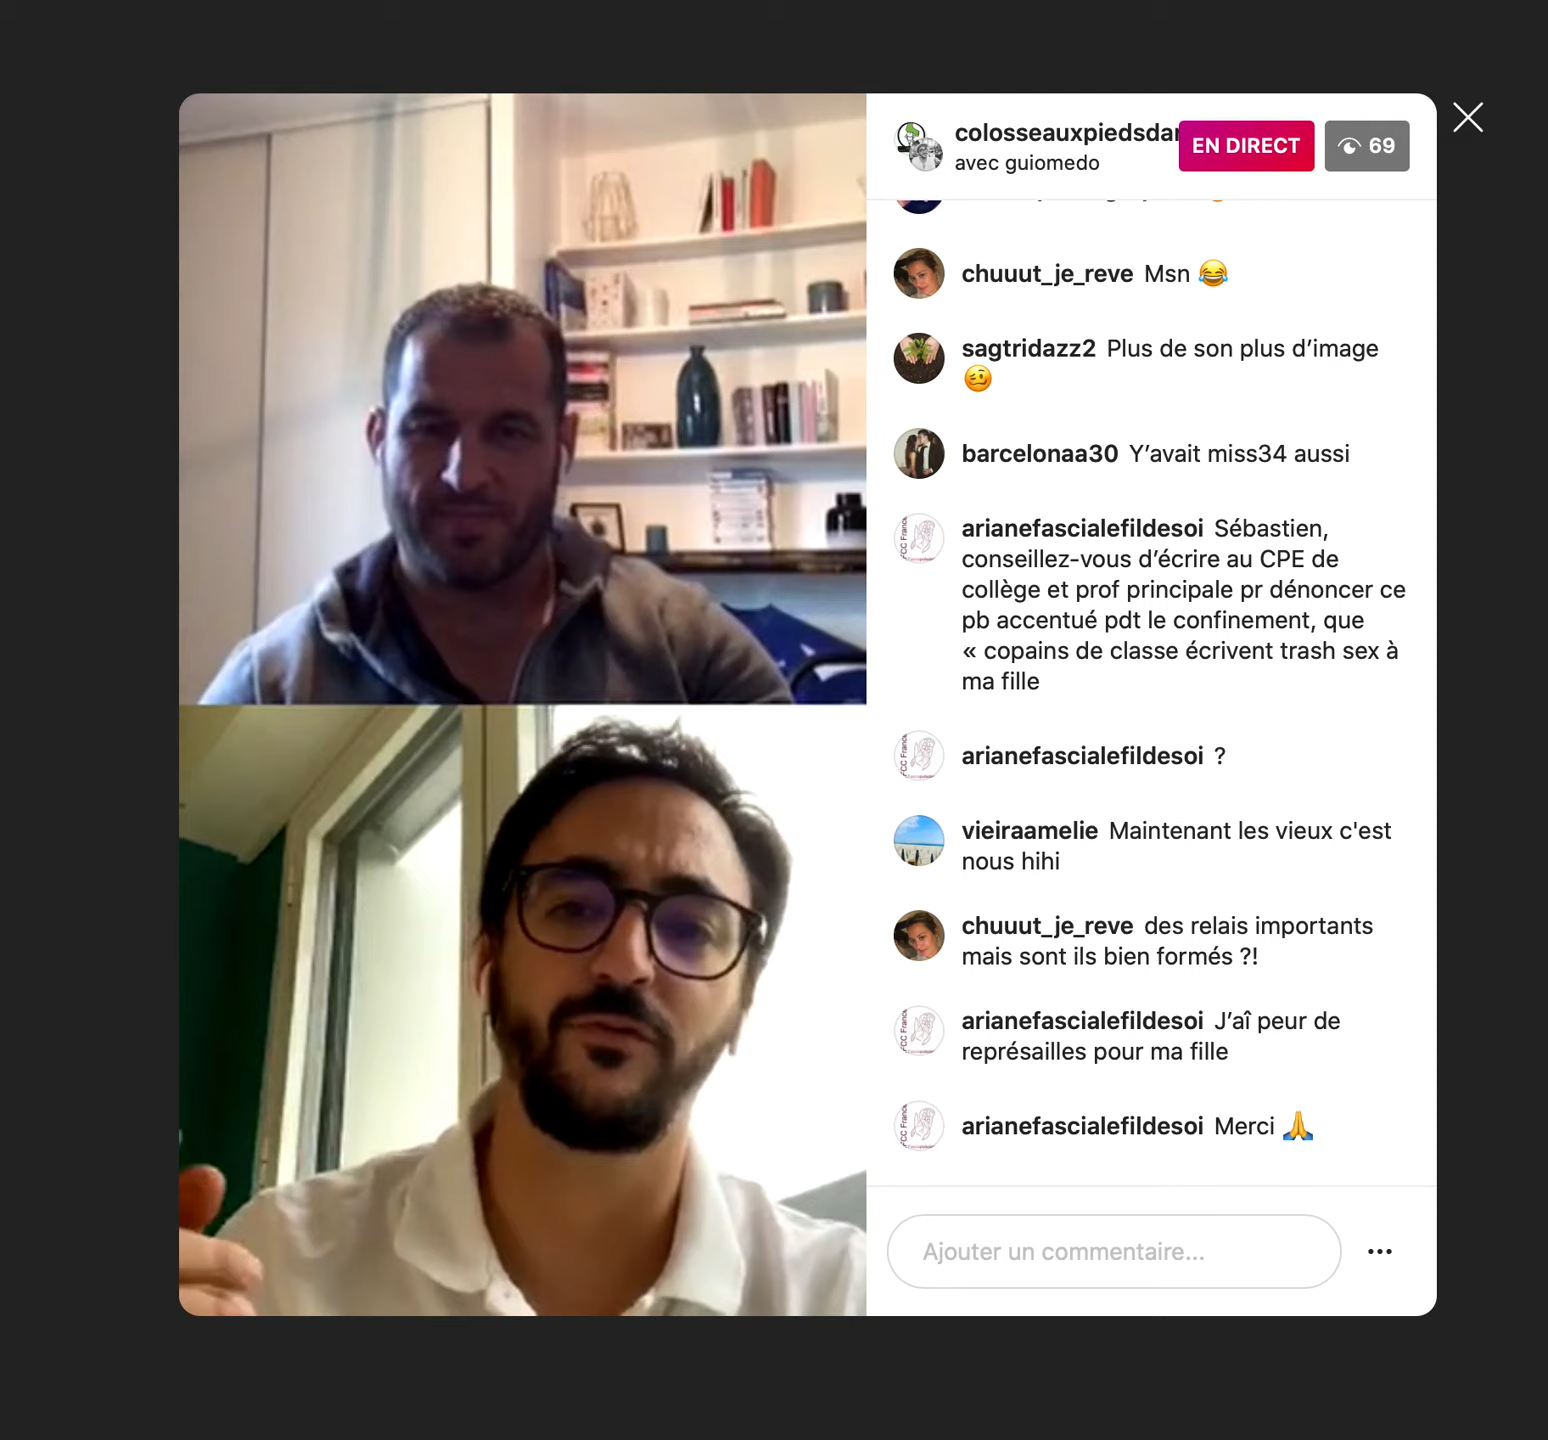 colosseauxpiedsdar
EN DIRECT
69
avec guiomedo
chuuut_je_reve Msn 😂
sagtridazz2 Plus de son plus d’image
🥴
barcelonaa30 Y’avait miss34 aussi
arianefascialefildesoi Sébastien,
conseillez-vous d’écrire au CPE de
collège et prof principale pr dénoncer ce
pb accentué pdt le confinement, que
« copains de classe écrivent trash sex à
ma fille
arianefascialefildesoi ?
vieiraamelie Maintenant les vieux c'est
nous hihi
chuuut_je_reve des relais importants
mais sont ils bien formés ?!
arianefascialefildesoi J’aî peur de
représailles pour ma fille
arianefascialefildesoi Merci 🙏
Ajouter un commentaire...